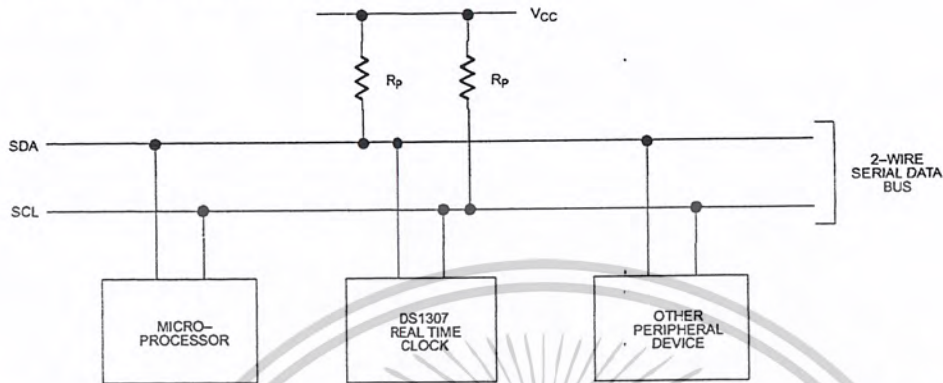 VCC
RP
RP
SDA
2–WIRE
SERIAL DATA
BUS
SCL
MICRO–
PROCESSOR
DS1307
REAL TIME
CLOCK
OTHER
PERIPHERAL
DEVICE